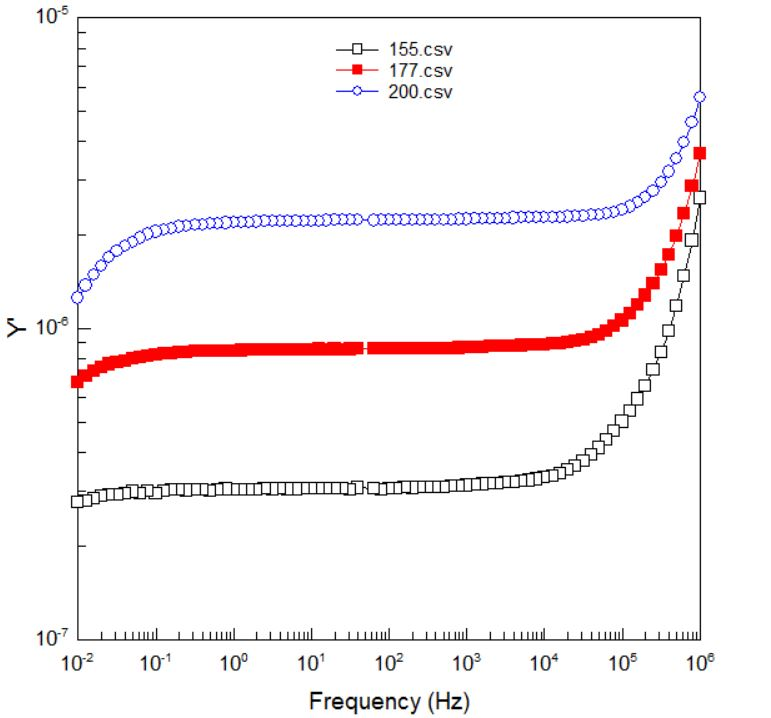 10⁻⁵
155.csv
177.csv
200.csv
10⁻⁶
Y'
10⁻⁷
10⁻² 10⁻¹ 10⁰ 10¹ 10² 10³ 10⁴ 10⁵ 10⁶
Frequency (Hz)